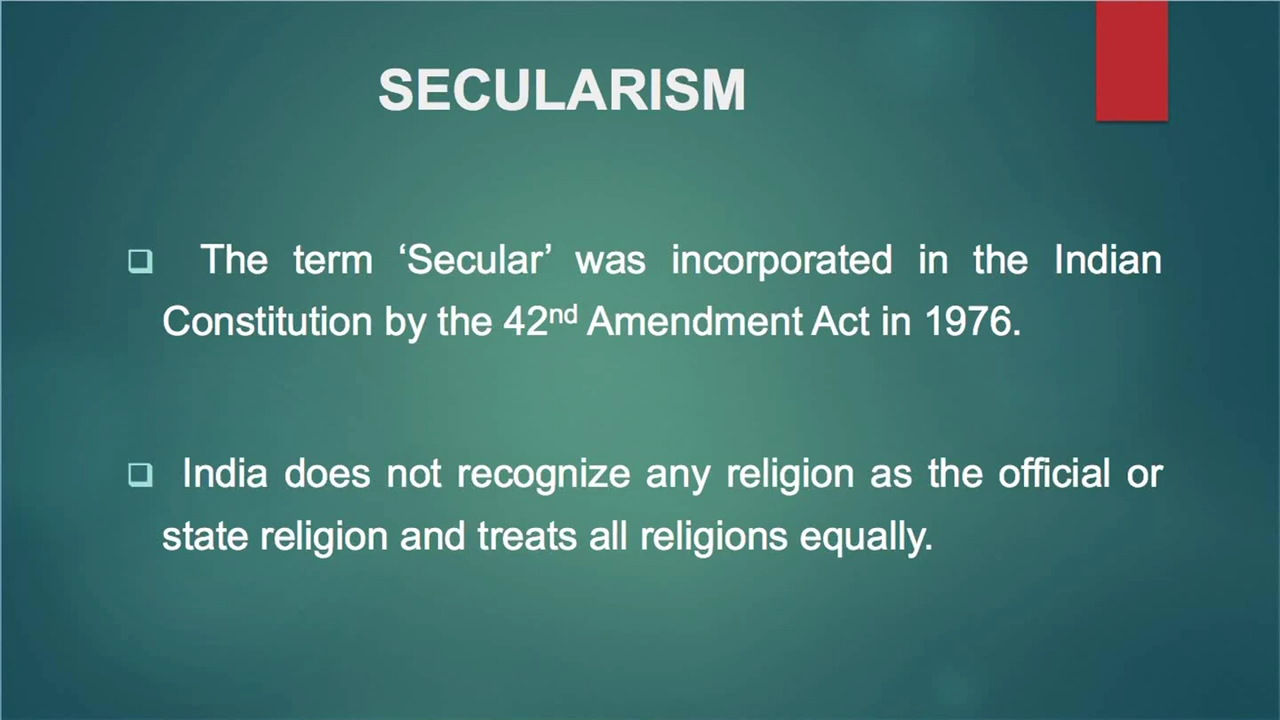 SECULARISM
❑ The term ‘Secular’ was incorporated in the Indian
Constitution by the 42nd Amendment Act in 1976.
❑ India does not recognize any religion as the official or
state religion and treats all religions equally.